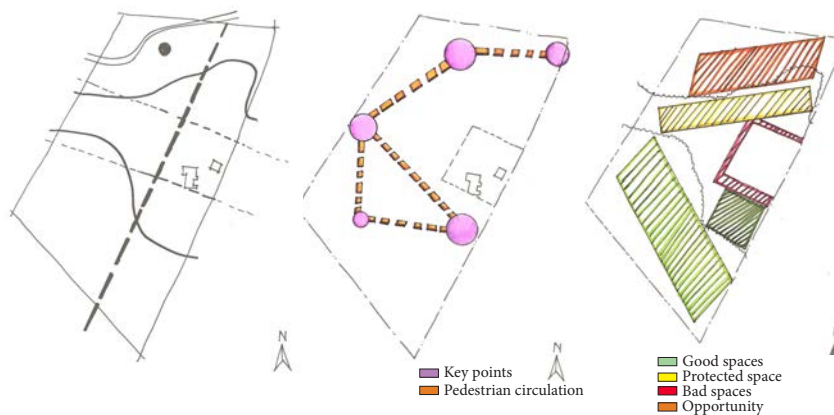 N
N
Key points
Pedestrian circulation
Good spaces
Protected space
Bad spaces
Opportunity